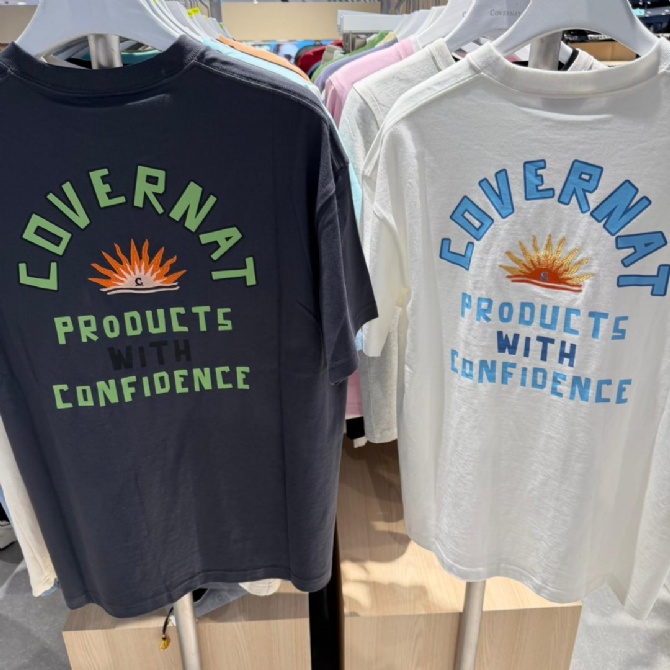 COVERNAT
PRODUCTS
WITH
CONFIDENCE
COVERNAT
PRODUCTS
WITH
CONFIDENCE